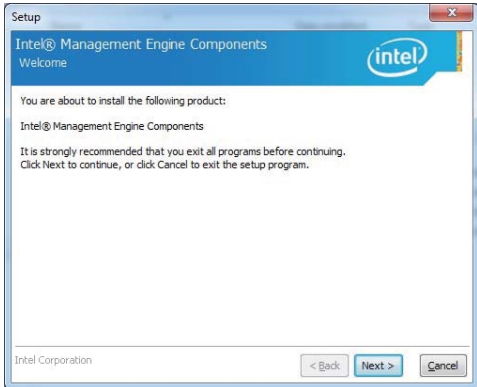 Setup
Intel® Management Engine Components
Welcome
intel
You are about to install the following product:
Intel® Management Engine Components
It is strongly recommended that you exit all programs before continuing.
Click Next to continue, or click Cancel to exit the setup program.
Intel Corporation
< Back Next > Cancel